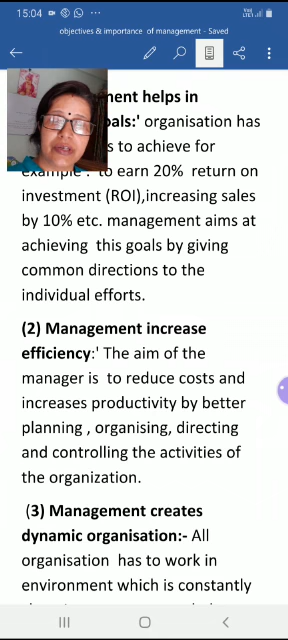 15:04
objectives & importance of management - Saved
ment helps in
oals:' organisation has
s to achieve for
example : to earn 20% return on
investment (ROI),increasing sales
by 10% etc. management aims at
achieving this goals by giving
common directions to the
individual efforts.
(2) Management increase
efficiency:' The aim of the
manager is to reduce costs and
increases productivity by better
planning , organising, directing
and controlling the activities of
the organization.
(3) Management creates
dynamic organisation:- All
organisation has to work in
environment which is constantly